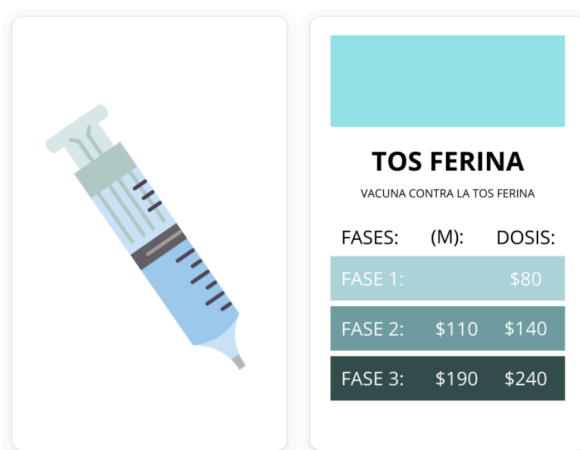 TOS FERINA
VACUNA CONTRA LA TOS FERINA
FASES: (M): DOSIS:
FASE 1: $80
FASE 2: $110 $140
FASE 3: $190 $240